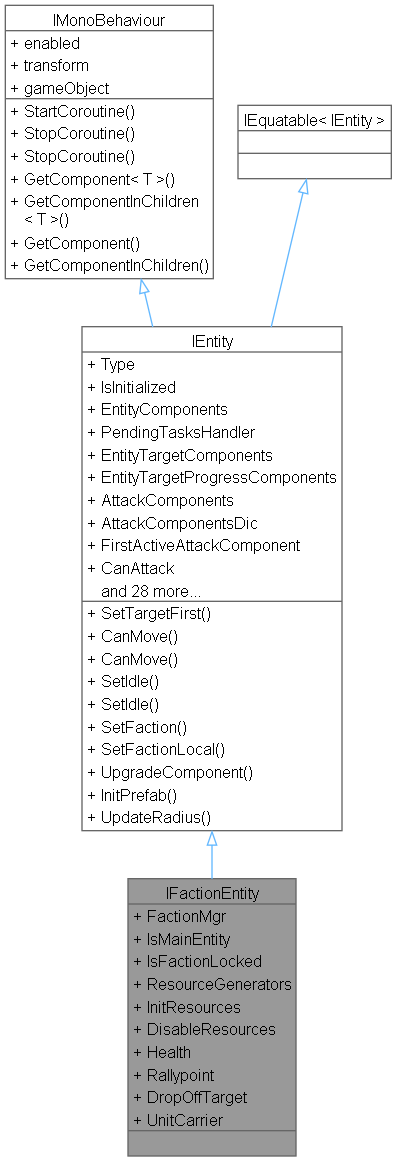 IMonoBehaviour
+ enabled
+ transform
+ gameObject
+ StartCoroutine()
+ StopCoroutine()
+ StopCoroutine()
+ GetComponent< T >()
+ GetComponentInChildren
< T >()
+ GetComponent()
+ GetComponentInChildren()
IEquatable< IEntity >
IEntity
+ Type
+ IsInitialized
+ EntityComponents
+ PendingTasksHandler
+ EntityTargetComponents
+ EntityTargetProgressComponents
+ AttackComponents
+ AttackComponentsDic
+ FirstActiveAttackComponent
+ CanAttack
and 28 more...
+ SetTargetFirst()
+ CanMove()
+ CanMove()
+ SetIdle()
+ SetIdle()
+ SetFaction()
+ SetFactionLocal()
+ UpgradeComponent()
+ InitPrefab()
+ UpdateRadius()
IFactionEntity
+ FactionMgr
+ IsMainEntity
+ IsFactionLocked
+ ResourceGenerators
+ InitResources
+ DisableResources
+ Health
+ Rallypoint
+ DropOffTarget
+ UnitCarrier